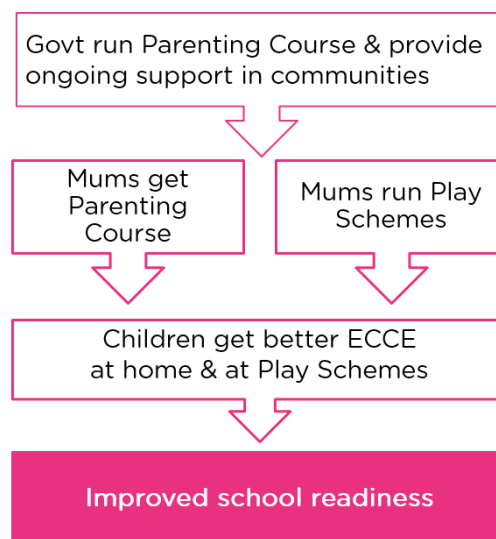 Govt run Parenting Course & provide
ongoing support in communities
Mums get
Parenting
Course
Mums run Play
Schemes
Children get better ECCE
at home & at Play Schemes
Improved school readiness